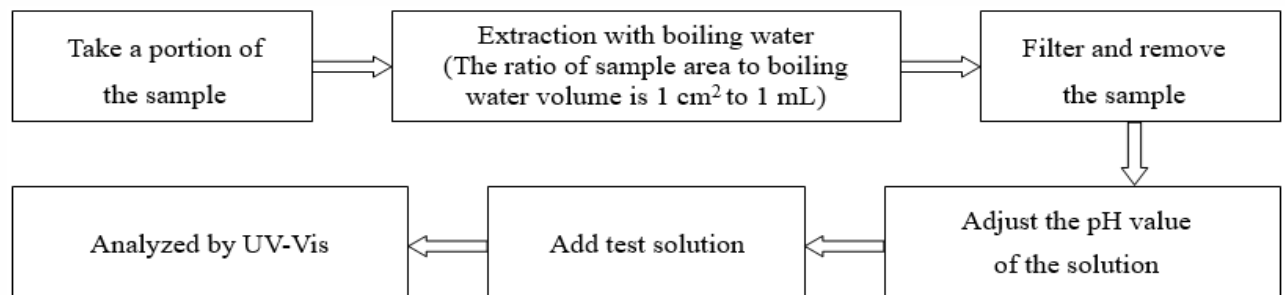 Take a portion of
the sample
Extraction with boiling water
(The ratio of sample area to boiling
water volume is 1 cm² to 1 mL)
Filter and remove
the sample
Adjust the pH value
of the solution
Add test solution
Analyzed by UV-Vis